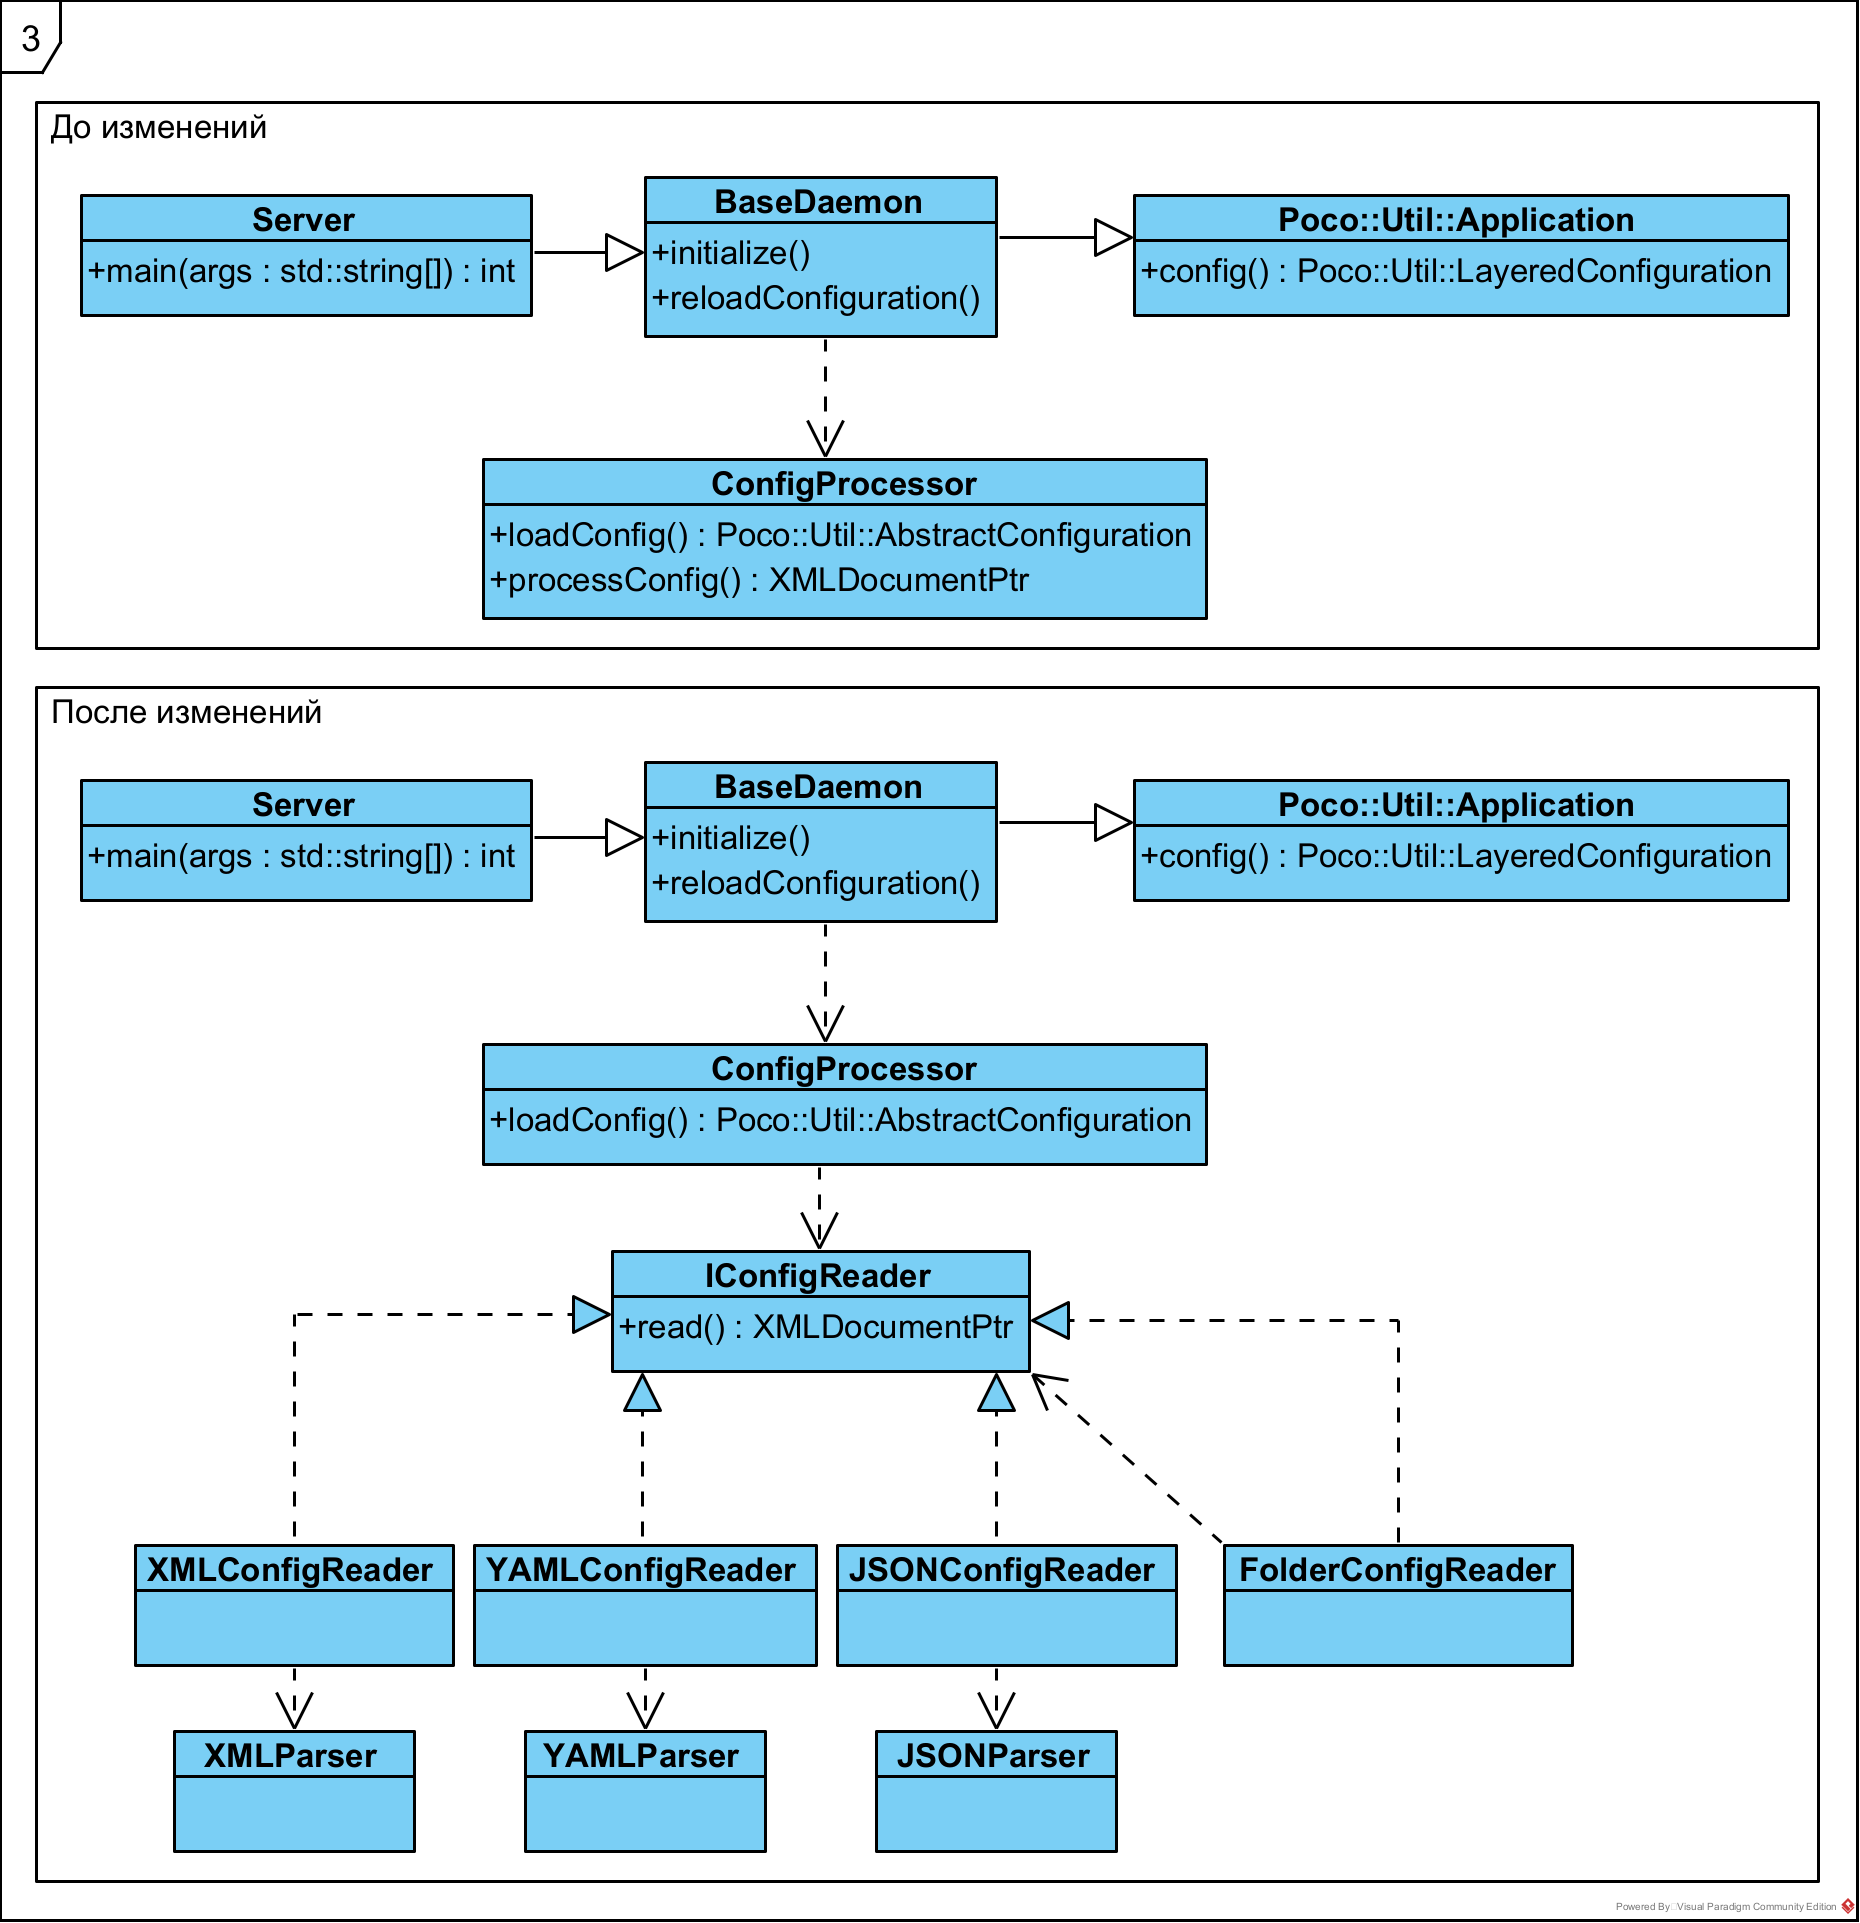 3
До изменений
Server
+main(args : std::string[]) : int
BaseDaemon
+initialize()
+reloadConfiguration()
Poco::Util::Application
+config() : Poco::Util::LayeredConfiguration
ConfigProcessor
+loadConfig() : Poco::Util::AbstractConfiguration
+processConfig() : XMLDocumentPtr
После изменений
Server
+main(args : std::string[]) : int
BaseDaemon
+initialize()
+reloadConfiguration()
Poco::Util::Application
+config() : Poco::Util::LayeredConfiguration
ConfigProcessor
+loadConfig() : Poco::Util::AbstractConfiguration
IConfigReader
+read() : XMLDocumentPtr
XMLConfigReader
YAMLConfigReader
JSONConfigReader
FolderConfigReader
XMLParser
YAMLParser
JSONParser
Powered By Visual Paradigm Community Edition